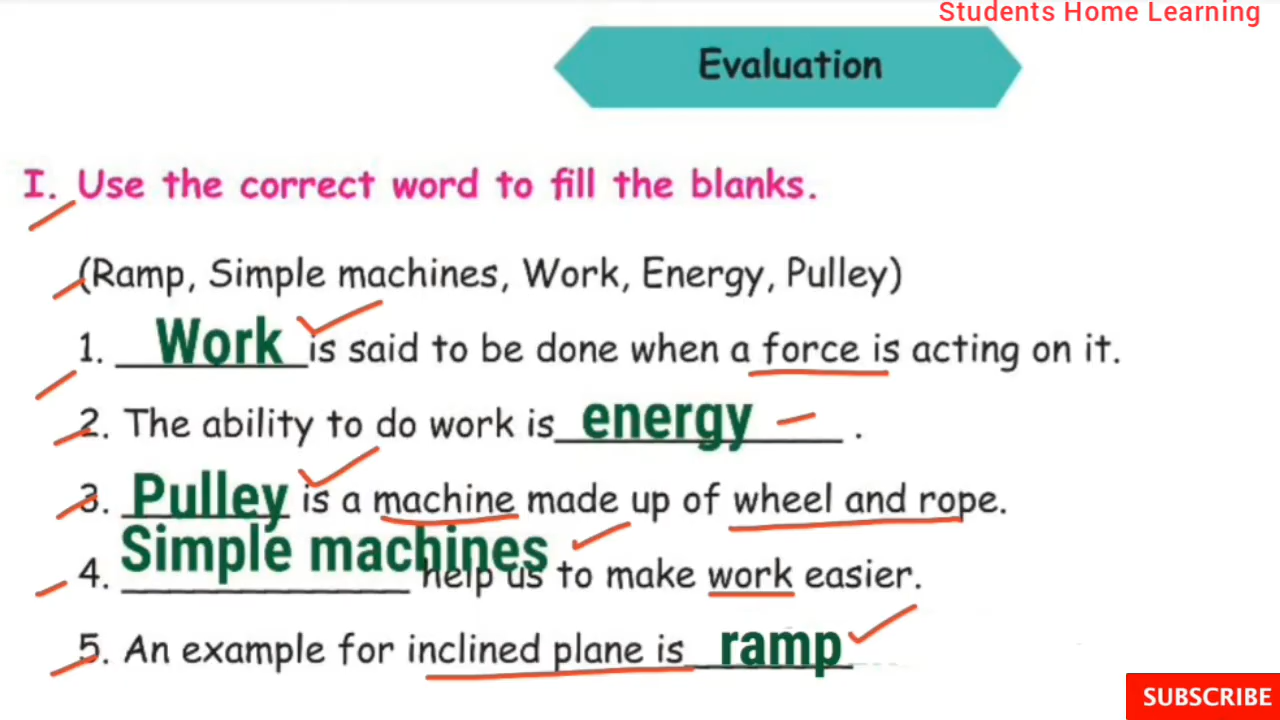 Students Home Learning
Evaluation
I. Use the correct word to fill the blanks.
(Ramp, Simple machines, Work, Energy, Pulley)
1. Work is said to be done when a force is acting on it.
2. The ability to do work is energy .
3. Pulley is a machine made up of wheel and rope.
4. Simple machines help us to make work easier.
5. An example for inclined plane is ramp
SUBSCRIBE